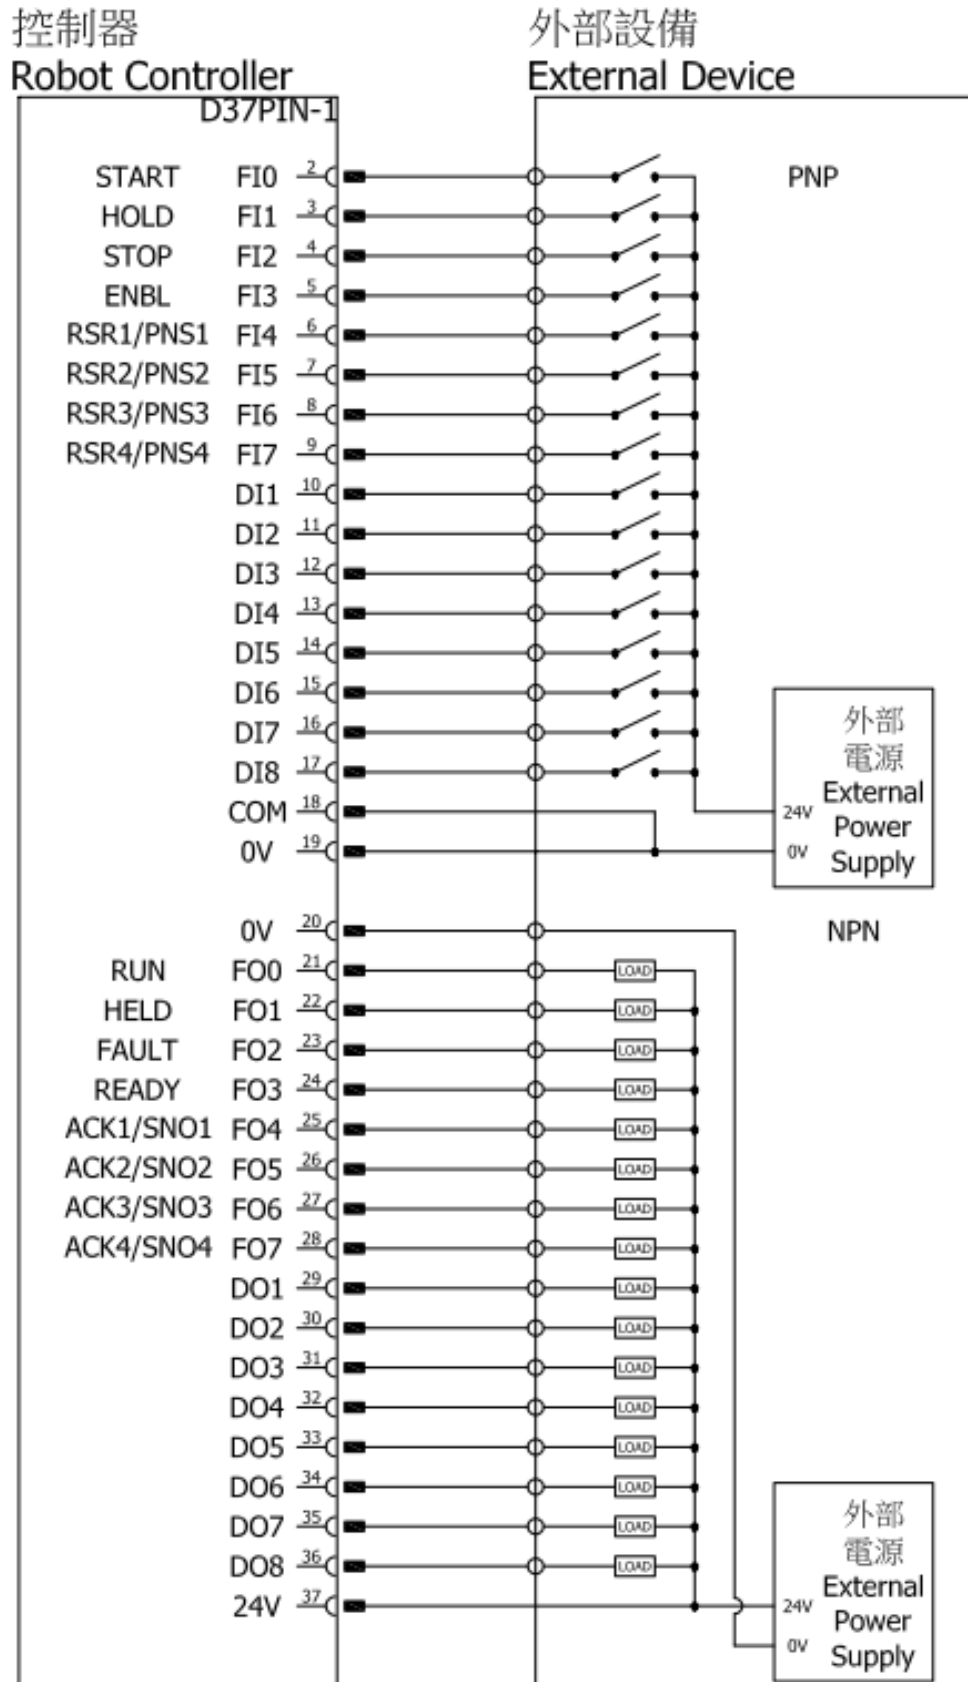 控制器
Robot Controller
外部設備
External Device
D37PIN-1
START FI0 2 PNP
HOLD FI1 3
STOP FI2 4
ENBL FI3 5
RSR1/PNS1 FI4 6
RSR2/PNS2 FI5 7
RSR3/PNS3 FI6 8
RSR4/PNS4 FI7 9
DI1 10
DI2 11
DI3 12
DI4 13
DI5 14
DI6 15
DI7 16
DI8 17
COM 18
0V 19
外部
電源
External
Power
Supply
24V
0V
0V 20 NPN
RUN FO0 21 LOAD
HELD FO1 22 LOAD
FAULT FO2 23 LOAD
READY FO3 24 LOAD
ACK1/SNO1 FO4 25 LOAD
ACK2/SNO2 FO5 26 LOAD
ACK3/SNO3 FO6 27 LOAD
ACK4/SNO4 FO7 28 LOAD
DO1 29 LOAD
DO2 30 LOAD
DO3 31 LOAD
DO4 32 LOAD
DO5 33 LOAD
DO6 34 LOAD
DO7 35 LOAD
DO8 36 LOAD
24V 37
外部
電源
External
Power
Supply
24V
0V